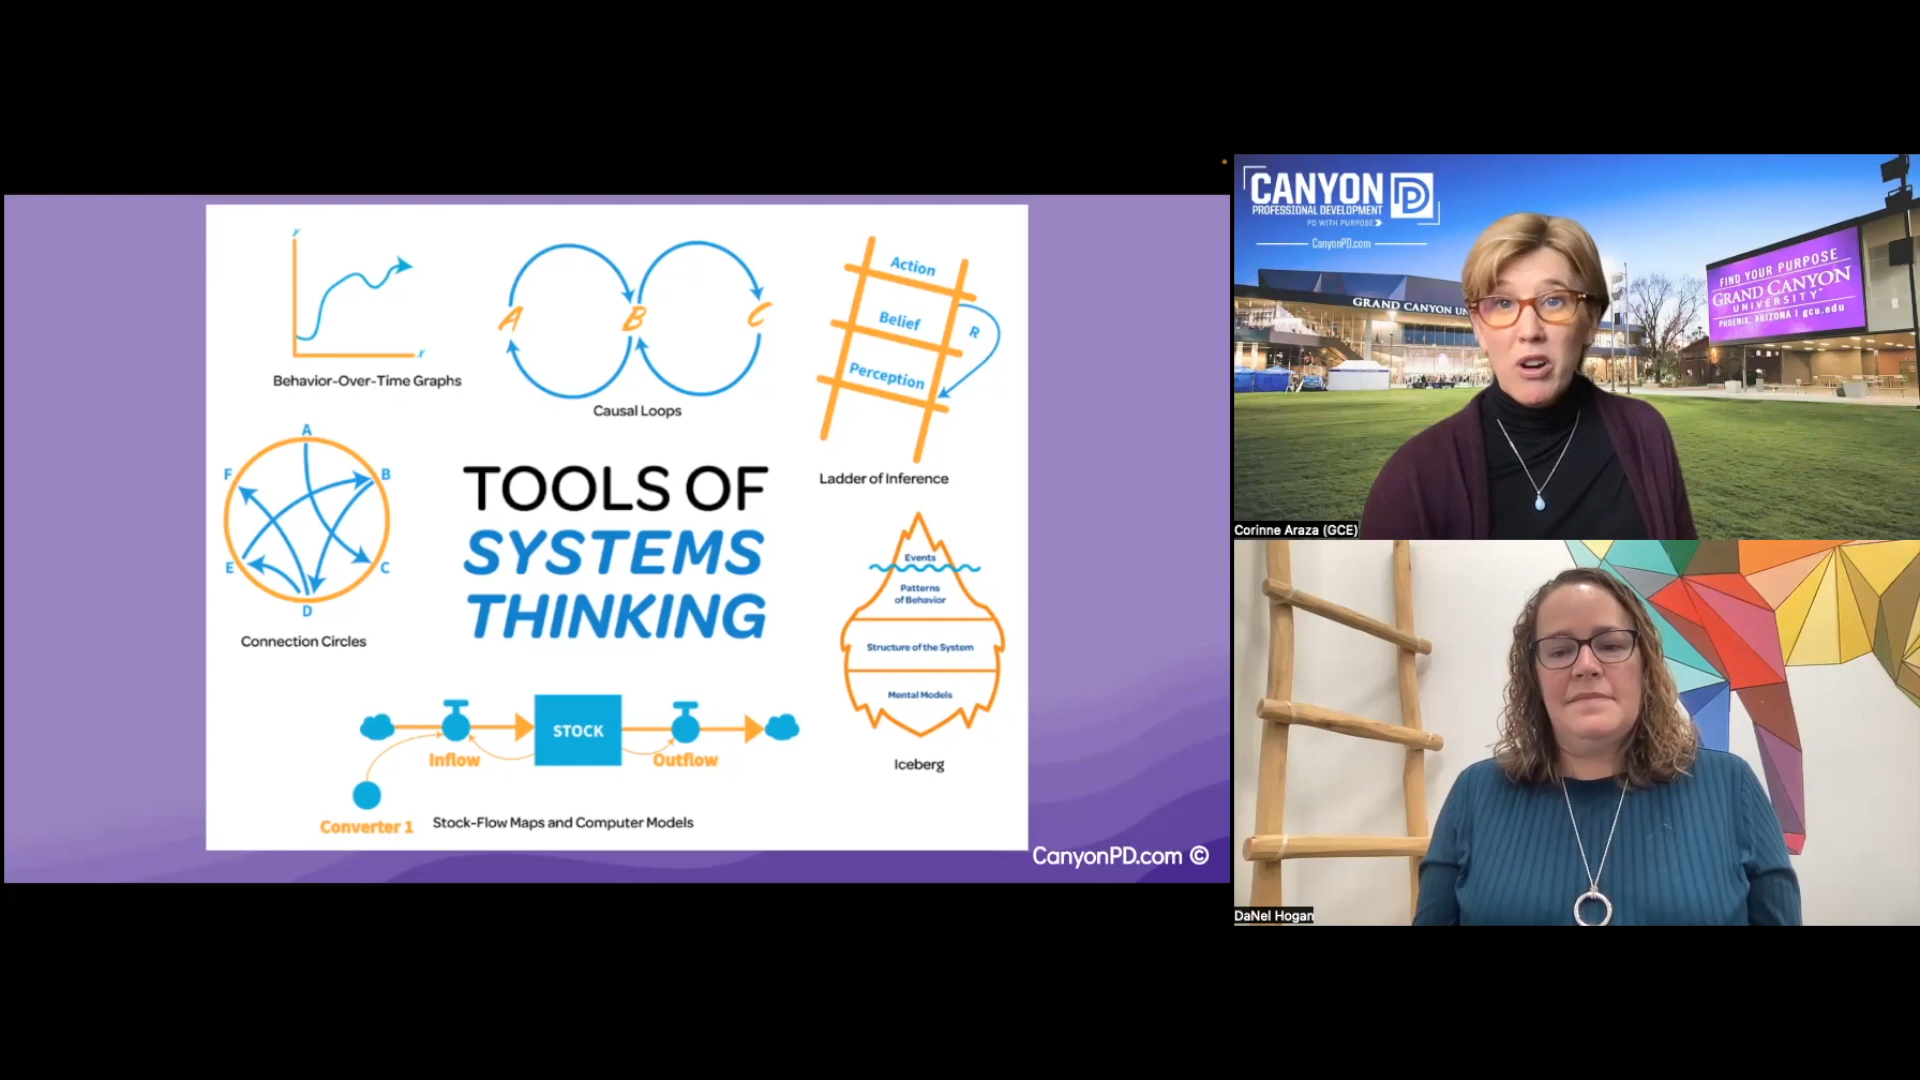 y
y
Behavior-Over-Time Graphs
A
B
C
Causal Loops
Action
Belief
Perception
R
Ladder of Inference
A
B
C
D
E
F
Connection Circles
TOOLS OF
SYSTEMS
THINKING
Events
Patterns
of Behavior
Structure of the System
Mental Models
Iceberg
STOCK
Inflow
Outflow
Converter 1
Stock-Flow Maps and Computer Models
CanyonPD.com ©
CANYON PD
PROFESSIONAL DEVELOPMENT
PD WITH PURPOSE
CanyonPD.com
GRAND CANYON UN
FIND YOUR PURPOSE
GRAND CANYON
UNIVERSITY
PHOENIX, ARIZONA | gcu.edu
Corinne Araza (GCE)
DaNel Hogan